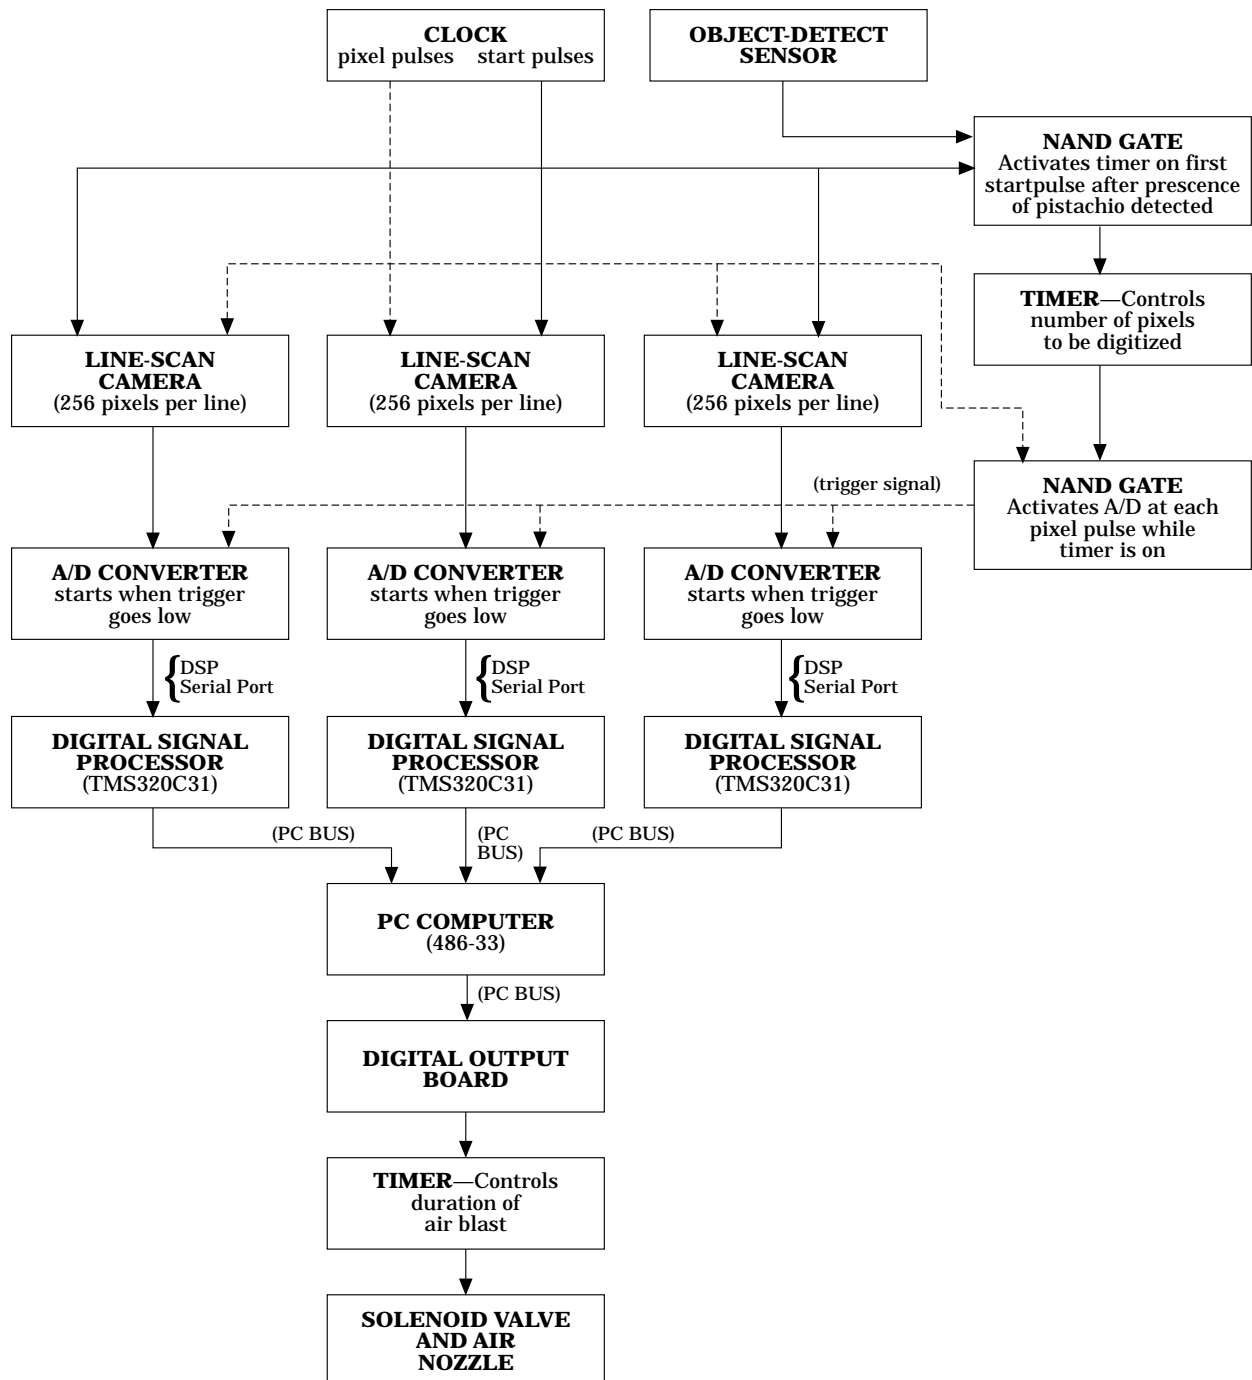 CLOCK
pixel pulses start pulses
OBJECT-DETECT
SENSOR
NAND GATE
Activates timer on first
startpulse after prescence
of pistachio detected
TIMER—Controls
number of pixels
to be digitized
LINE-SCAN
CAMERA
(256 pixels per line)
LINE-SCAN
CAMERA
(256 pixels per line)
LINE-SCAN
CAMERA
(256 pixels per line)
(trigger signal)
NAND GATE
Activates A/D at each
pixel pulse while
timer is on
A/D CONVERTER
starts when trigger
goes low
A/D CONVERTER
starts when trigger
goes low
A/D CONVERTER
starts when trigger
goes low
DSP
Serial Port
DSP
Serial Port
DSP
Serial Port
DIGITAL SIGNAL
PROCESSOR
(TMS320C31)
DIGITAL SIGNAL
PROCESSOR
(TMS320C31)
DIGITAL SIGNAL
PROCESSOR
(TMS320C31)
(PC BUS)
(PC
BUS)
(PC BUS)
PC COMPUTER
(486-33)
(PC BUS)
DIGITAL OUTPUT
BOARD
TIMER—Controls
duration of
air blast
SOLENOID VALVE
AND AIR
NOZZLE